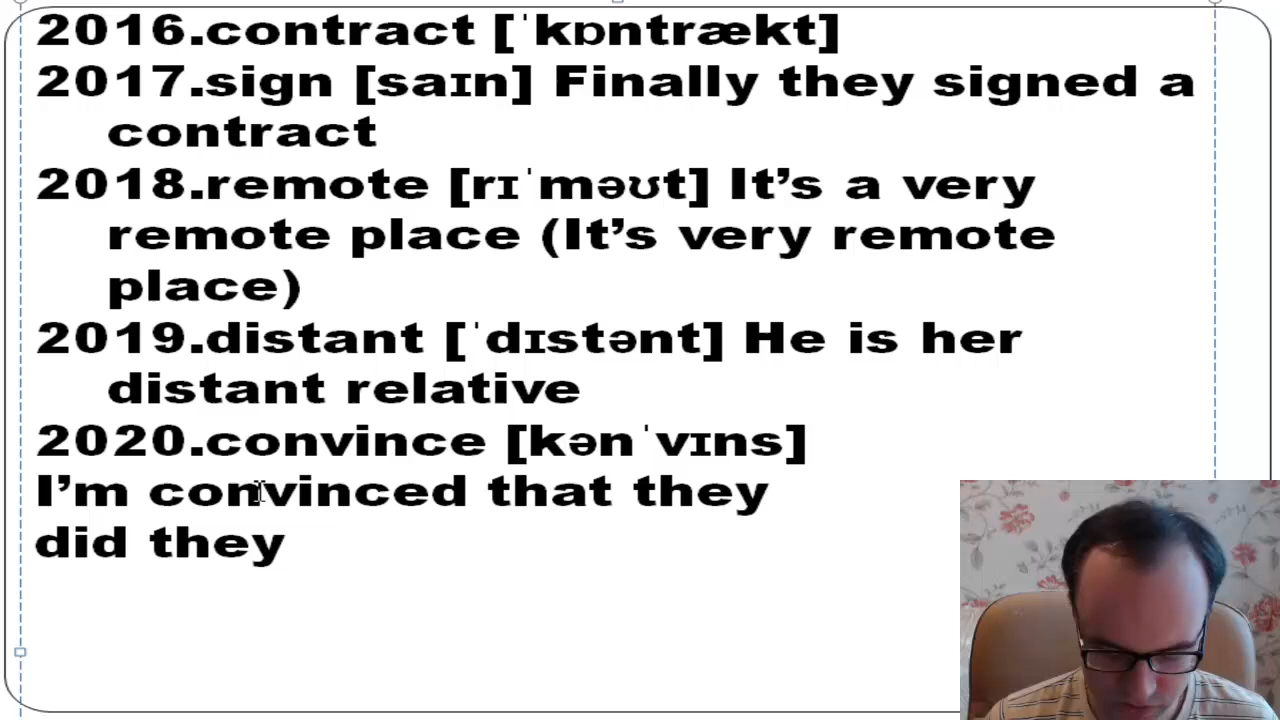 2016.contract [ˈkɒntrækt]
2017.sign [saɪn] Finally they signed a
contract
2018.remote [rɪˈməʊt] It’s a very
remote place (It’s very remote
place)
2019.distant [ˈdɪstənt] He is her
distant relative
2020.convince [kənˈvɪns]
I’m convinced that they
did they